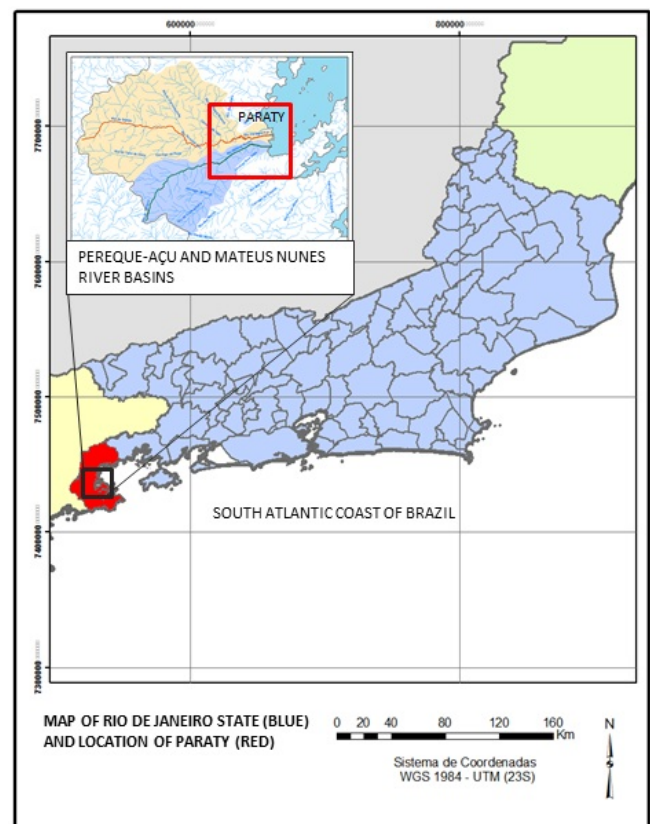 600000
800000
PARATY
PEREQUE-AÇU AND MATEUS NUNES
RIVER BASINS
7700000
7600000
7500000
7400000
7300000
SOUTH ATLANTIC COAST OF BRAZIL
MAP OF RIO DE JANEIRO STATE (BLUE)
AND LOCATION OF PARATY (RED)
0 20 40 80 120 160
Km
N
Sistema de Coordenadas
WGS 1984 - UTM (23S)